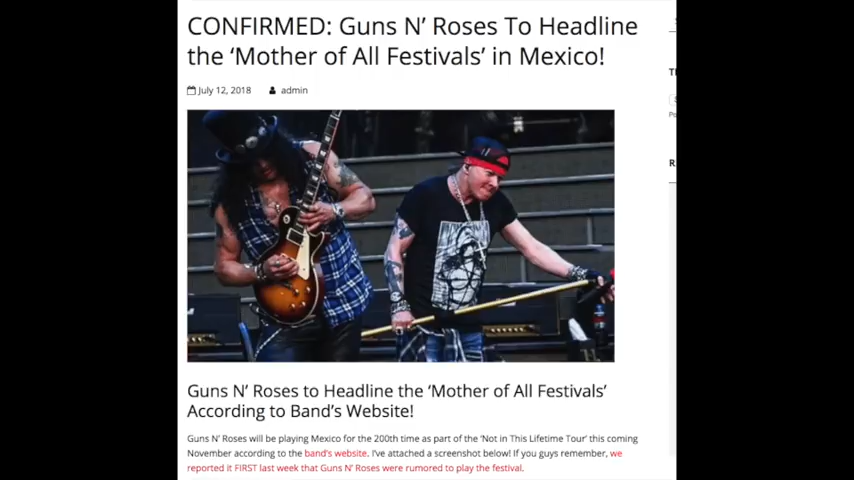 CONFIRMED: Guns N’ Roses To Headline
the ‘Mother of All Festivals’ in Mexico!
July 12, 2018 admin
Guns N’ Roses to Headline the ‘Mother of All Festivals’
According to Band’s Website!
Guns N’ Roses will be playing Mexico for the 200th time as part of the ‘Not in This Lifetime Tour’ this coming
November according to the band’s website. I’ve attached a screenshot below! If you guys remember, we
reported it FIRST last week that Guns N’ Roses were rumored to play the festival.